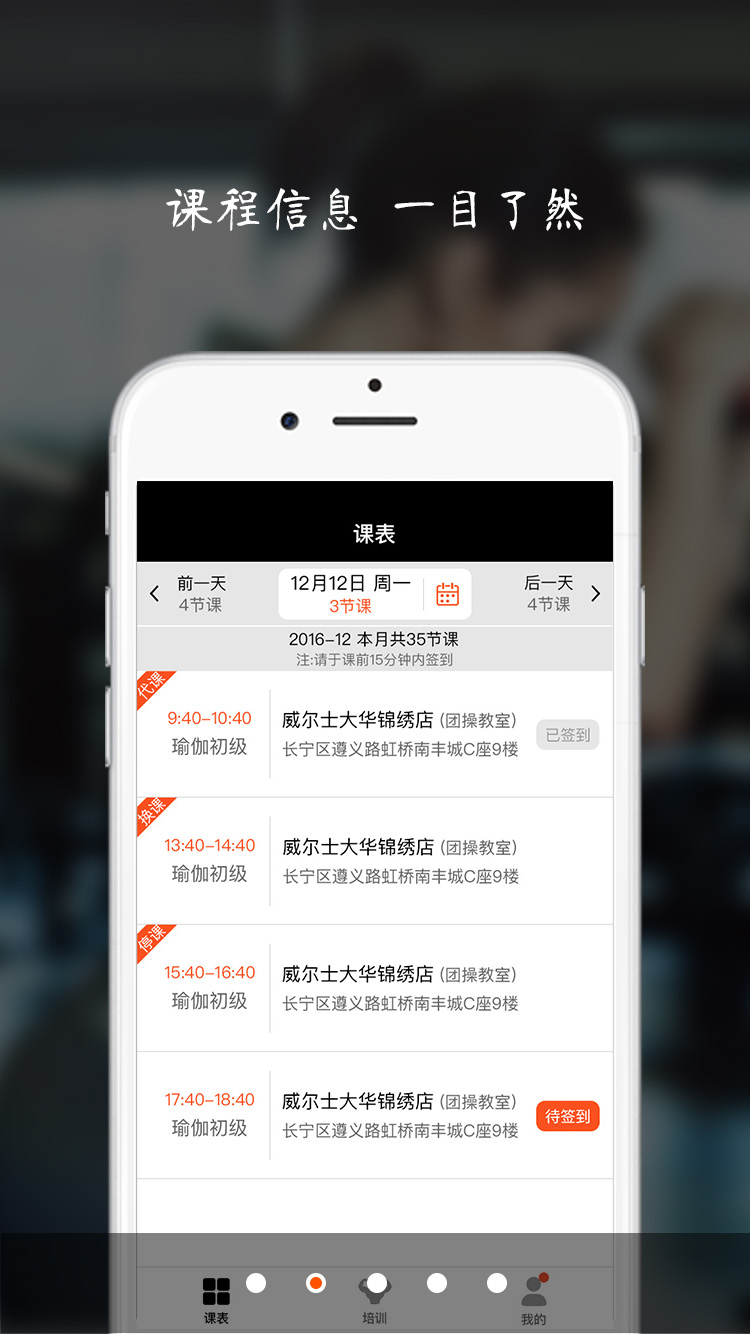 课程信息 一目了然
课表
前一天 12月12日 周一 后一天
4节课 3节课 4节课
2016-12 本月共35节课
注:请于课前15分钟内签到
代课
9:40-10:40 威尔士大华锦绣店 (团操教室)
瑜伽初级 长宁区遵义路虹桥南丰城C座9楼
已签到
换课
13:40-14:40 威尔士大华锦绣店 (团操教室)
瑜伽初级 长宁区遵义路虹桥南丰城C座9楼
停课
15:40-16:40 威尔士大华锦绣店 (团操教室)
瑜伽初级 长宁区遵义路虹桥南丰城C座9楼
17:40-18:40 威尔士大华锦绣店 (团操教室)
瑜伽初级 长宁区遵义路虹桥南丰城C座9楼
待签到
课表 培训 我的